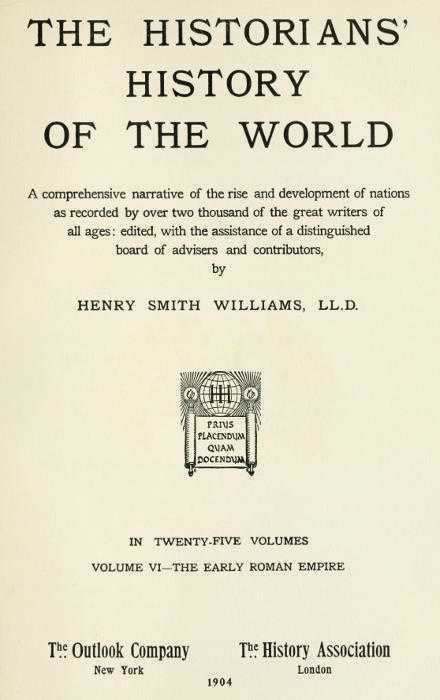 THE HISTORIANS'
HISTORY
OF THE WORLD
A comprehensive narrative of the rise and development of nations
as recorded by over two thousand of the great writers of
all ages: edited, with the assistance of a distinguished
board of advisers and contributors,
by
HENRY SMITH WILLIAMS, LL.D.
HH
PRIUS
PLACENDUM
QUAM
DOCENDUM
IN TWENTY-FIVE VOLUMES
VOLUME VI—THE EARLY ROMAN EMPIRE
The Outlook Company
New York
The History Association
London
1904